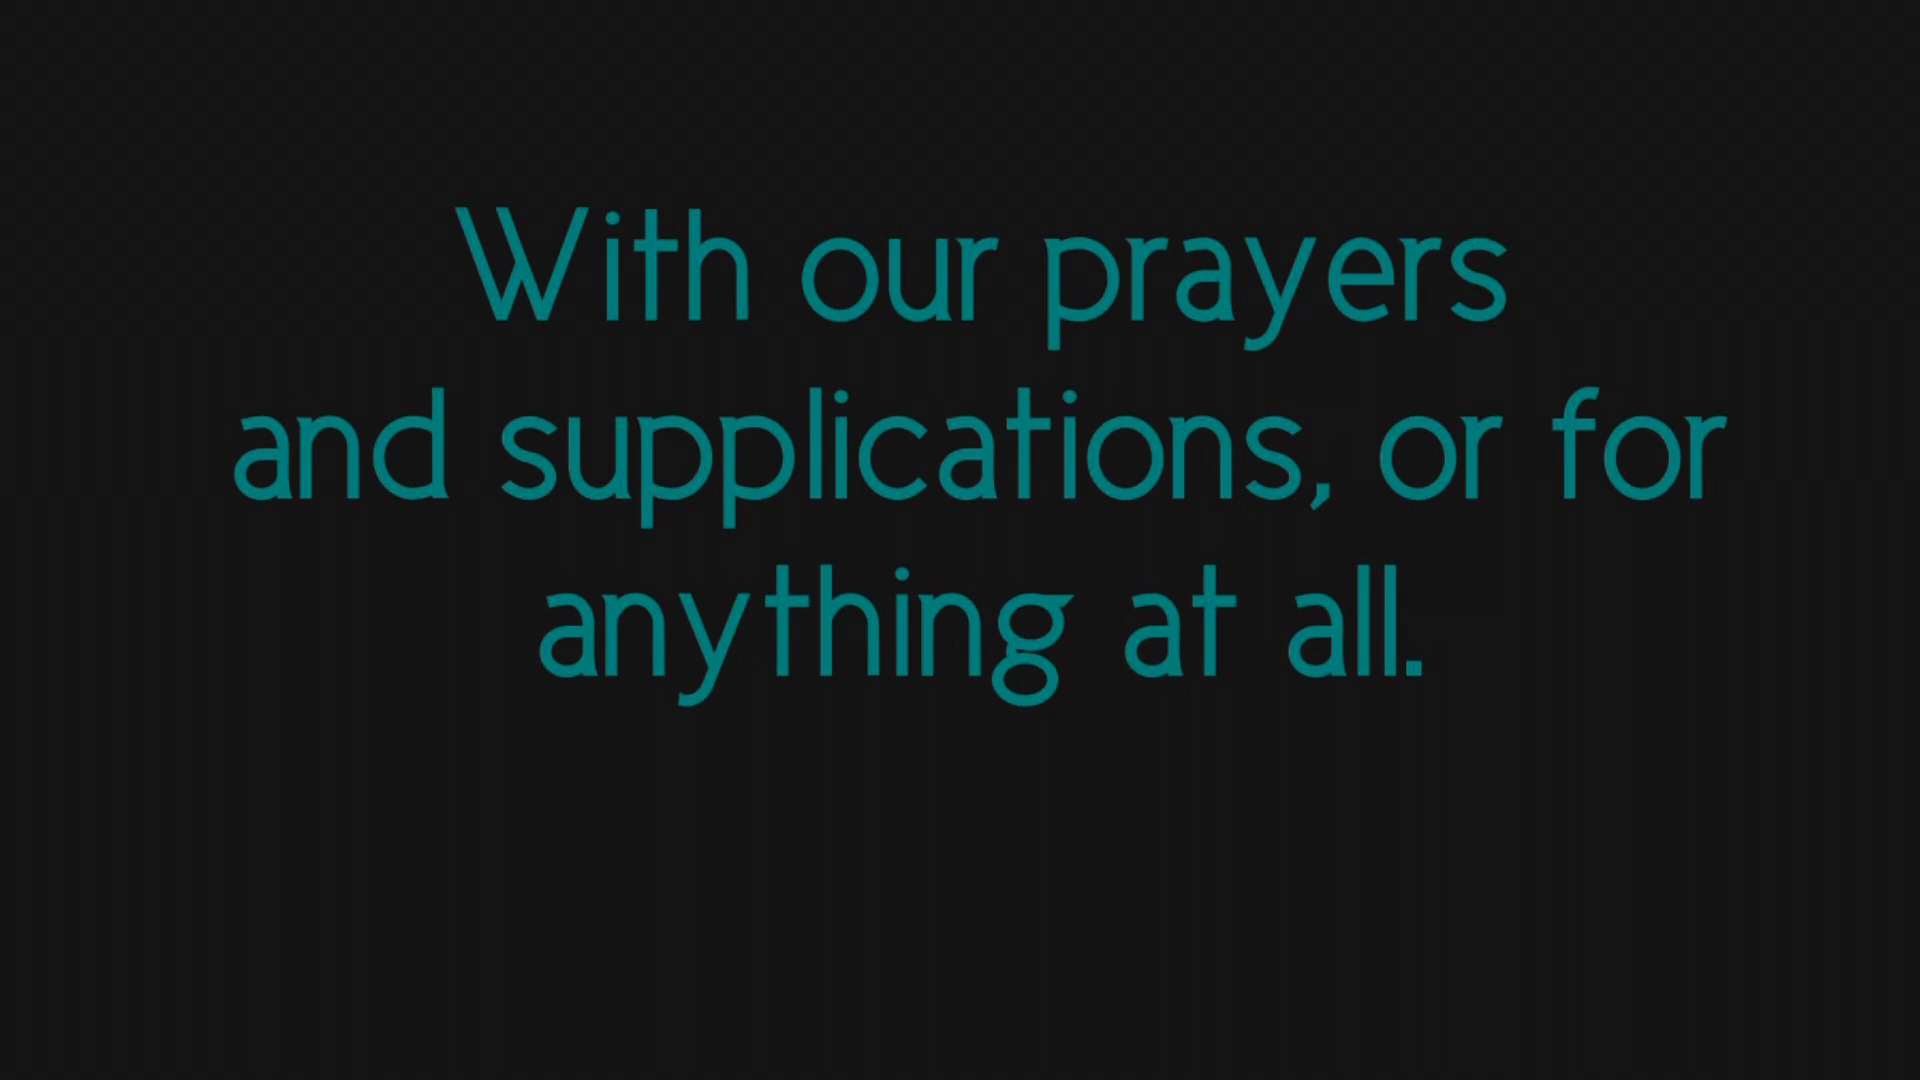 With our prayers
and supplications, or for
anything at all.